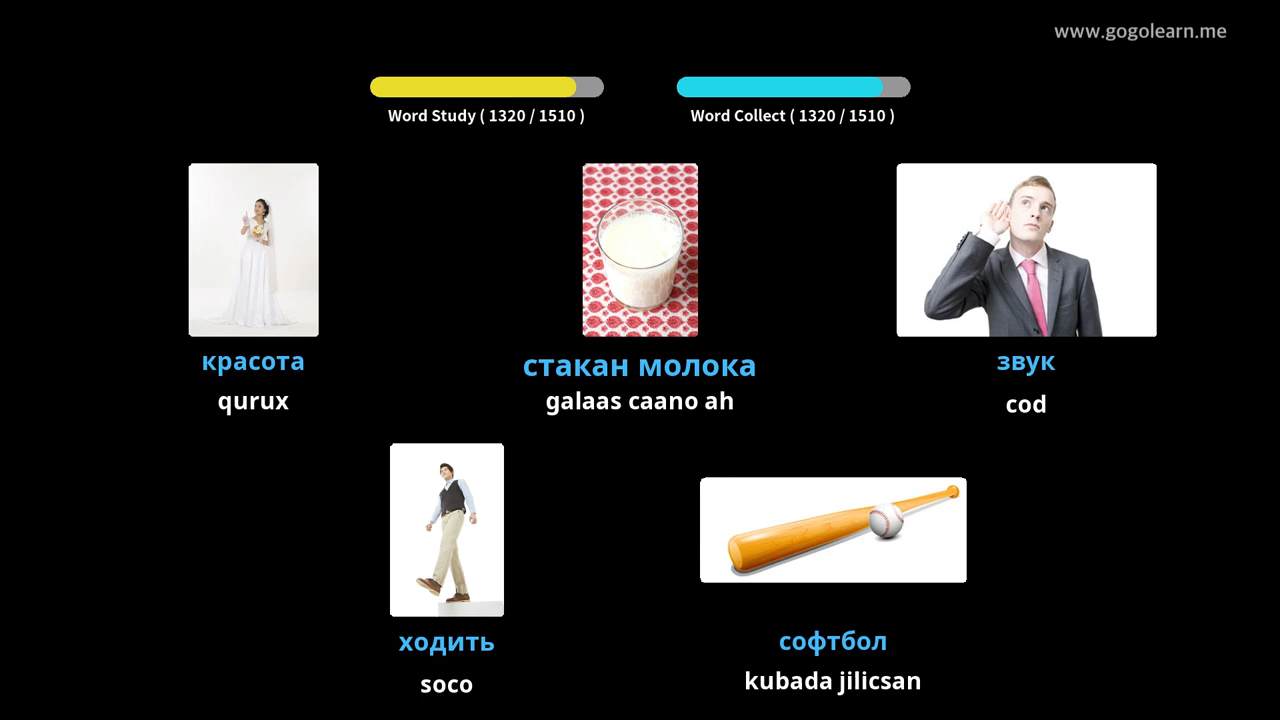 www.gogolearn.me
Word Study ( 1320 / 1510 )
Word Collect ( 1320 / 1510 )
красота
qurux
стакан молока
galaas caano ah
звук
cod
ходить
soco
софтбол
kubada jilicsan